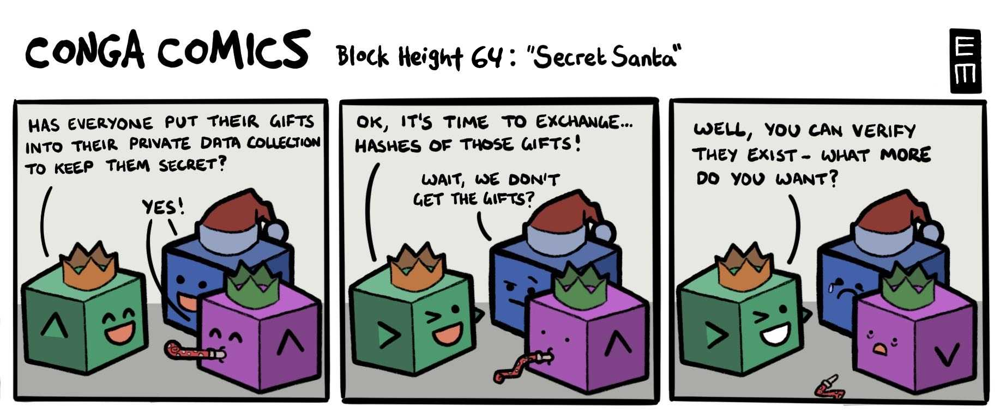 CONGA COMICS Block Height 64: "Secret Santa"
HAS EVERYONE PUT THEIR GIFTS
INTO THEIR PRIVATE DATA COLLECTION
TO KEEP THEM SECRET?
YES!
OK, IT'S TIME TO EXCHANGE...
HASHES OF THOSE GIFTS!
WAIT, WE DON'T
GET THE GIFTS?
WELL, YOU CAN VERIFY
THEY EXIST - WHAT MORE
DO YOU WANT?